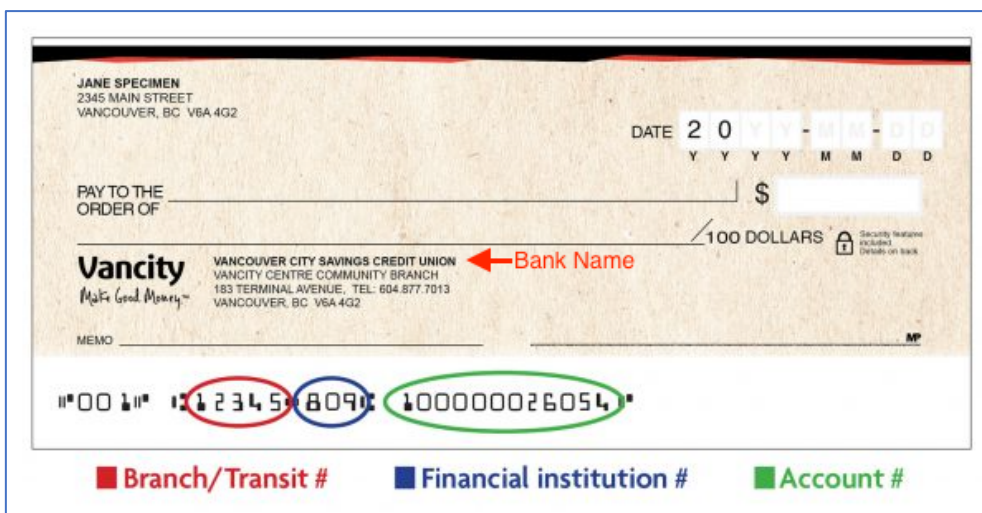 JANE SPECIMEN
2345 MAIN STREET
VANCOUVER, BC V6A 4G2
DATE 2 0 Y Y - M M - D D
Y Y Y Y M M D D
PAY TO THE
ORDER OF
$
/100 DOLLARS
Security features
included.
Details on back.
Vancity
Make Good Money.™
VANCOUVER CITY SAVINGS CREDIT UNION
Bank Name
VANCITY CENTRE COMMUNITY BRANCH
183 TERMINAL AVENUE, TEL: 604.877.7013
VANCOUVER, BC V6A 4G2
MEMO
MP
⑈001⑈ ⑆12345⑉809⑆ 100000026054⑈
Branch/Transit #
Financial institution #
Account #